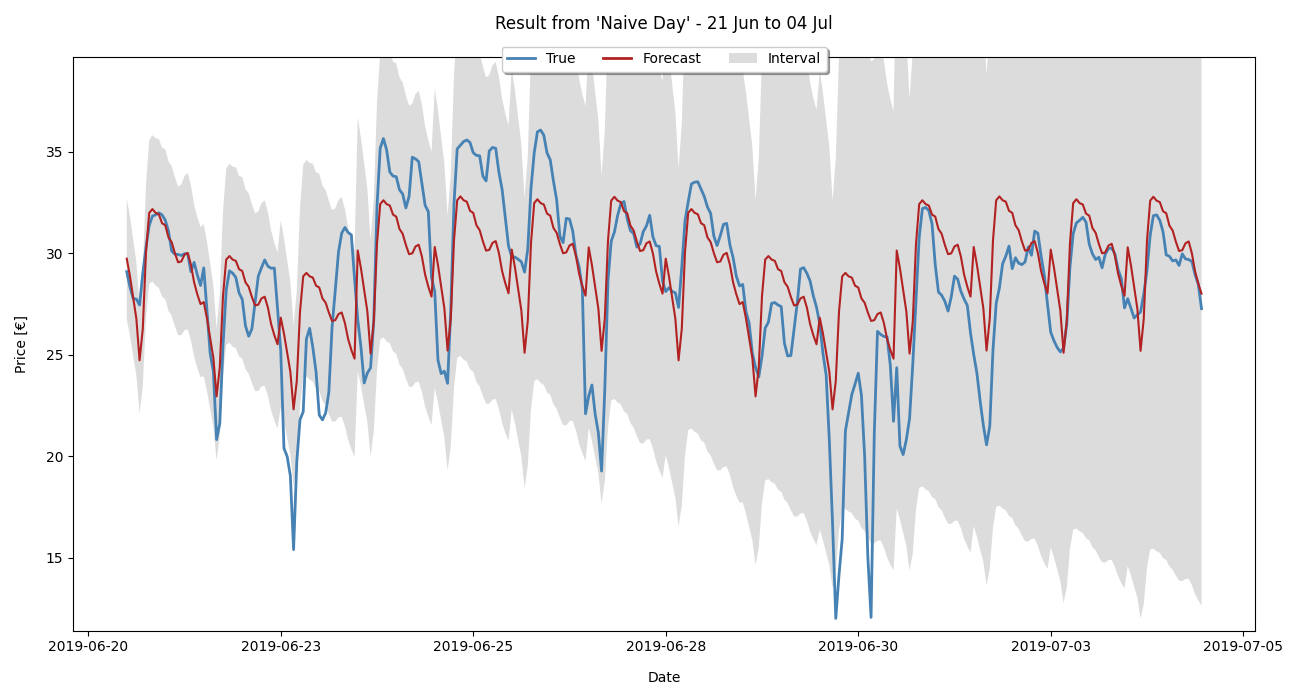 Result from 'Naive Day' - 21 Jun to 04 Jul
True Forecast Interval
Price [€]
35
30
25
20
15
2019-06-20 2019-06-23 2019-06-25 2019-06-28 2019-06-30 2019-07-03 2019-07-05
Date